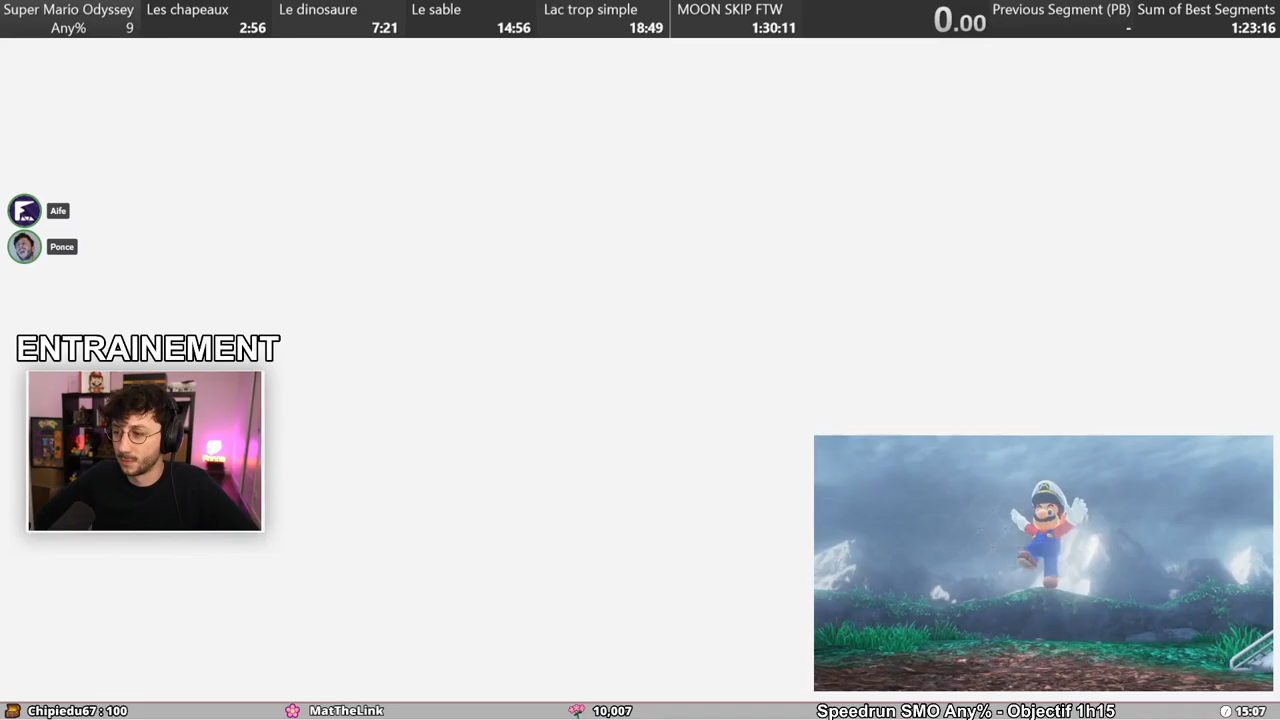 Super Mario Odyssey
Any% 9
Les chapeaux
2:56
Le dinosaure
7:21
Le sable
14:56
Lac trop simple
18:49
MOON SKIP FTW
1:30:11
0.00
Previous Segment (PB)
-
Sum of Best Segments
1:23:16
Aife
Ponce
ENTRAINEMENT
Chipiedu67 : 100
MatTheLink
10,007
Speedrun SMO Any% - Objectif 1h15
15:07